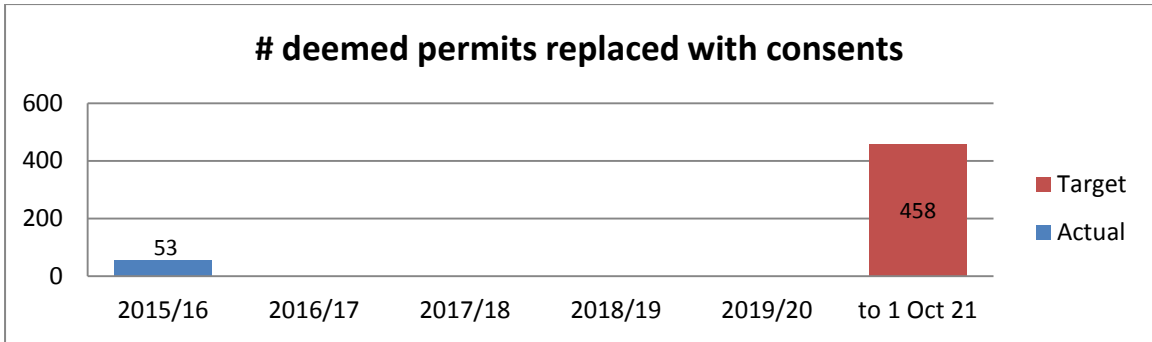 # deemed permits replaced with consents
600
400
200
0
53
458
2015/16 2016/17 2017/18 2018/19 2019/20 to 1 Oct 21
Target
Actual